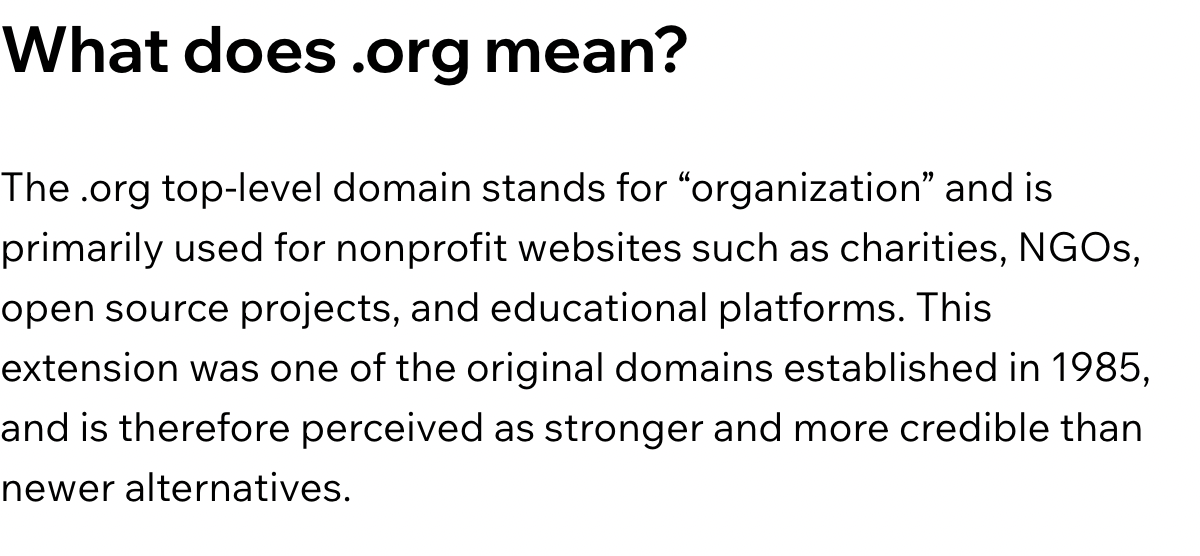 What does .org mean?
The .org top-level domain stands for “organization” and is
primarily used for nonprofit websites such as charities, NGOs,
open source projects, and educational platforms. This
extension was one of the original domains established in 1985,
and is therefore perceived as stronger and more credible than
newer alternatives.